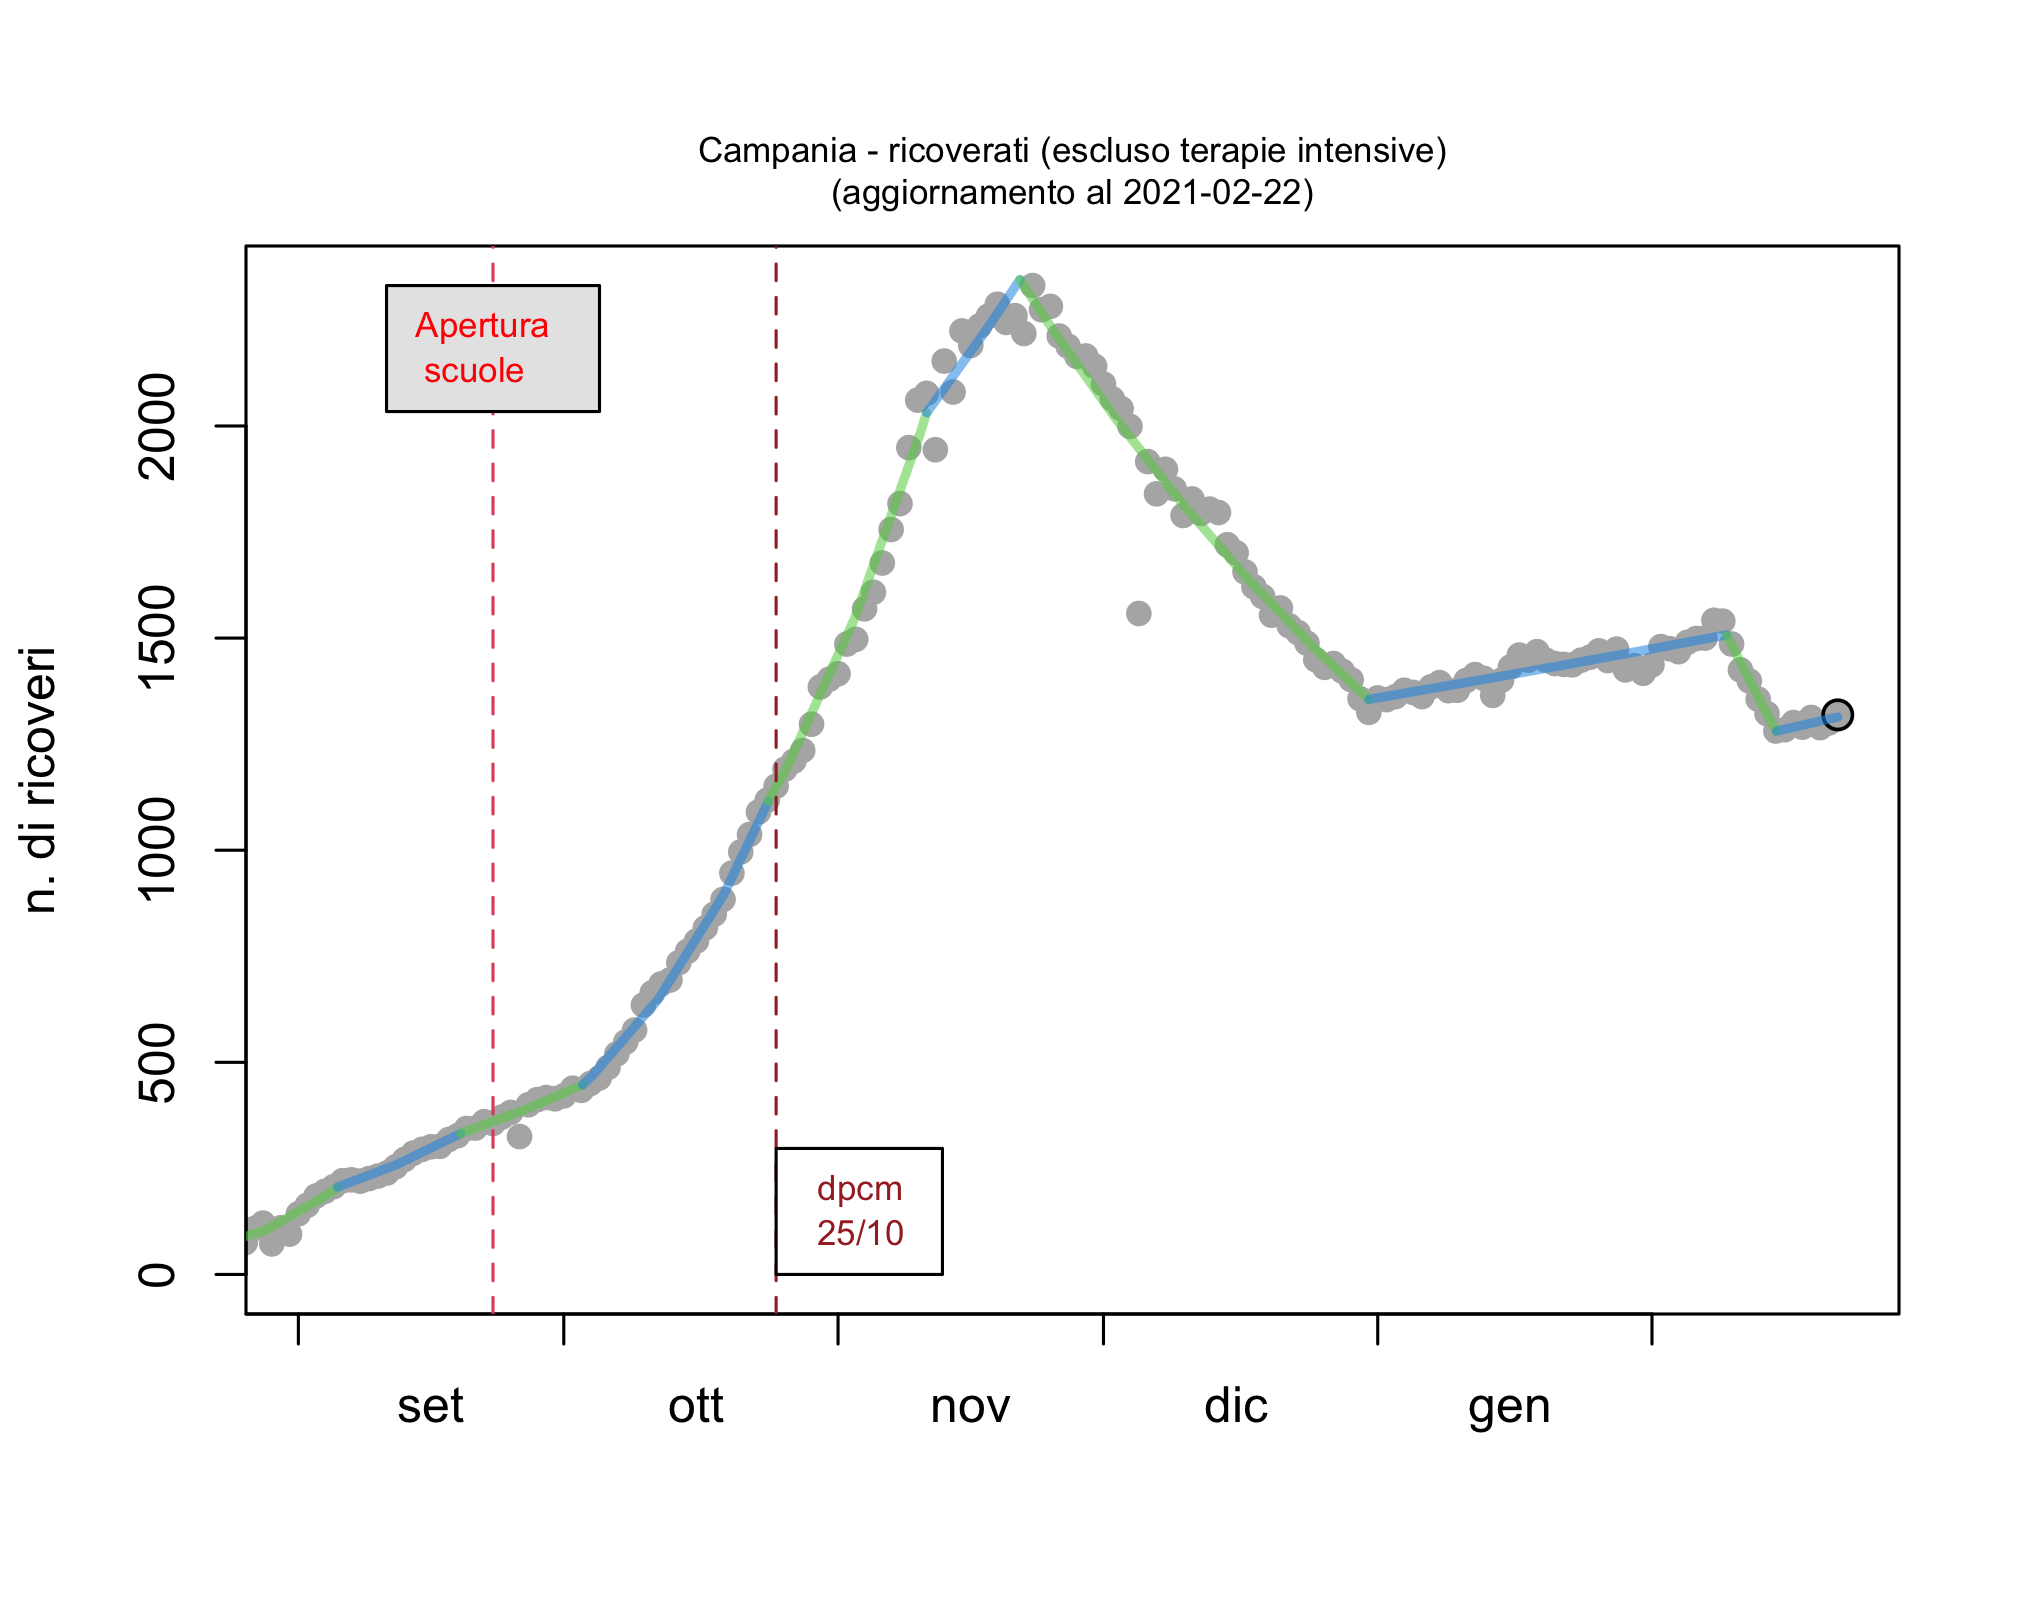 Campania - ricoverati (escluso terapie intensive)
(aggiornamento al 2021-02-22)
Apertura
scuole
n. di ricoveri
2000
1500
1000
500
0
dpcm
25/10
set
ott
nov
dic
gen